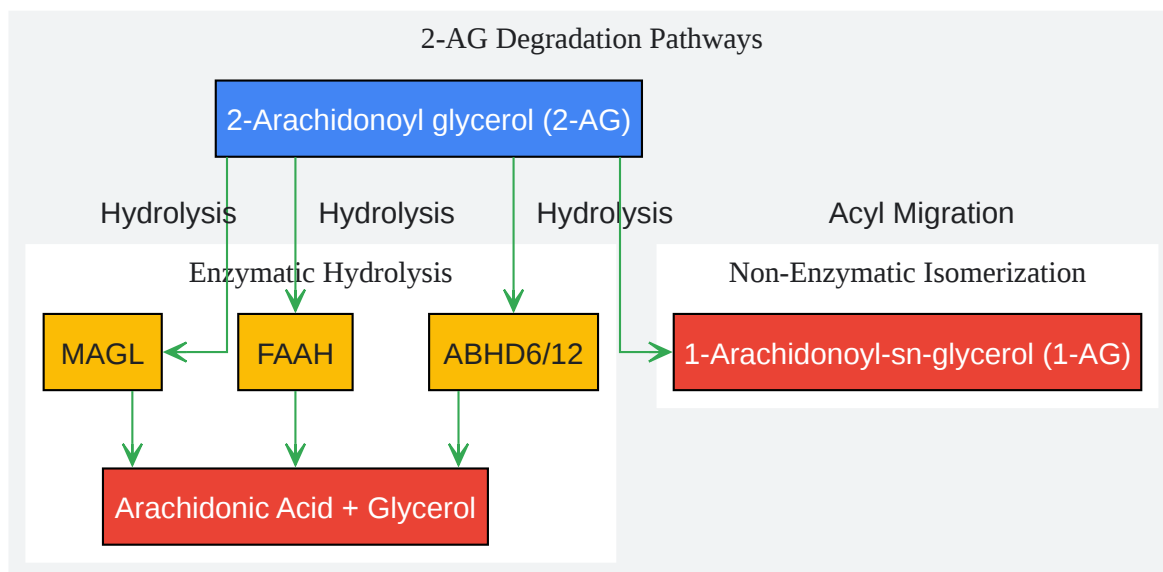 2-AG Degradation Pathways
2-Arachidonoyl glycerol (2-AG)
Hydrolysis
Hydrolysis
Hydrolysis
Acyl Migration
Enzymatic Hydrolysis
Non-Enzymatic Isomerization
MAGL
FAAH
ABHD6/12
1-Arachidonoyl-sn-glycerol (1-AG)
Arachidonic Acid + Glycerol